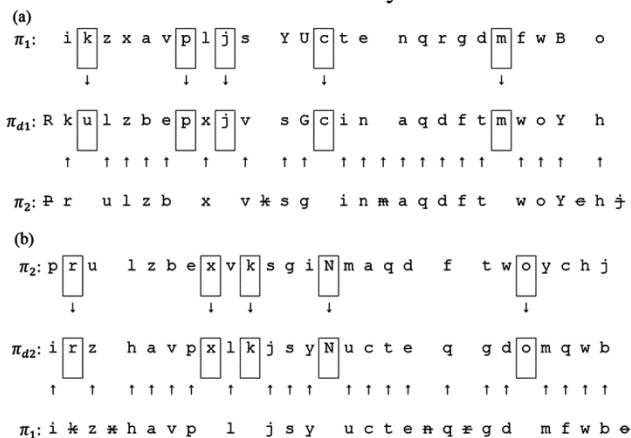 (a)
π₁: i k z x a v p l j s Y U c t e n q r g d m f w B o
↓ ↓ ↓ ↓ ↓
π_d1: R k u l z b e p x j v s G c i n a q d f t m w o Y h
↑ ↑ ↑ ↑ ↑ ↑ ↑ ↑ ↑ ↑ ↑ ↑ ↑ ↑ ↑ ↑ ↑ ↑ ↑ ↑ ↑
π₂: P r u l z b x v k s g i n m a q d f t w o Y e h j
(b)
π₂: p r u l z b e x v k s g i N m a q d f t w o y c h j
↓ ↓ ↓ ↓ ↓
π_d2: i r z h a v p x l k j s y N u c t e q g d o m q w b
↑ ↑ ↑ ↑ ↑ ↑ ↑ ↑ ↑ ↑ ↑ ↑ ↑ ↑ ↑ ↑ ↑ ↑ ↑ ↑ ↑
π₁: i k z x h a v p l j s y u c t e n q r g d m f w b o